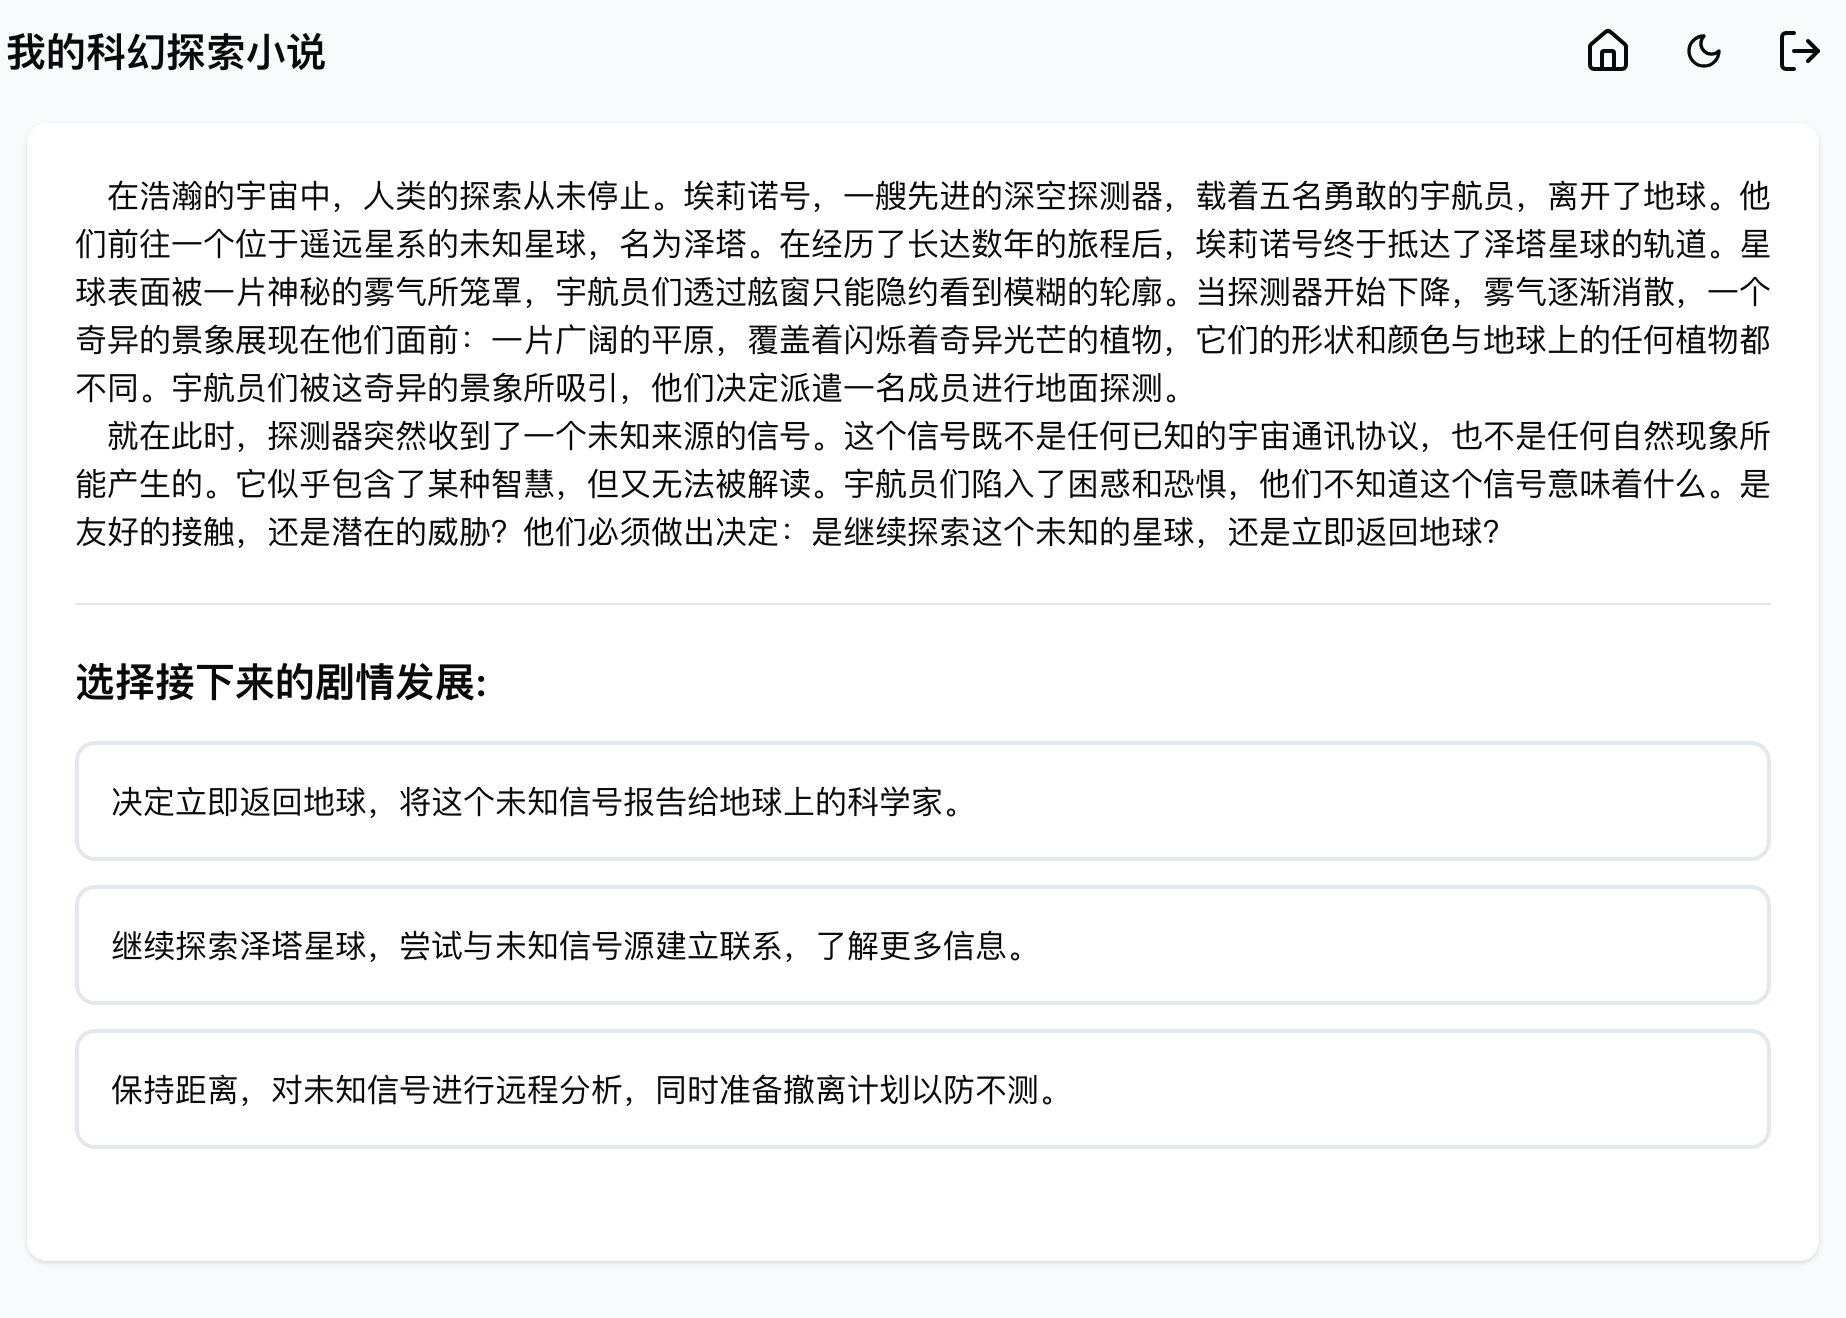 我的科幻探索小说
在浩瀚的宇宙中，人类的探索从未停止。埃莉诺号，一艘先进的深空探测器，载着五名勇敢的宇航员，离开了地球。他
们前往一个位于遥远星系的未知星球，名为泽塔。在经历了长达数年的旅程后，埃莉诺号终于抵达了泽塔星球的轨道。星
球表面被一片神秘的雾气所笼罩，宇航员们透过舷窗只能隐约看到模糊的轮廓。当探测器开始下降，雾气逐渐消散，一个
奇异的景象展现在他们面前：一片广阔的平原，覆盖着闪烁着奇异光芒的植物，它们的形状和颜色与地球上的任何植物都
不同。宇航员们被这奇异的景象所吸引，他们决定派遣一名成员进行地面探测。
就在此时，探测器突然收到了一个未知来源的信号。这个信号既不是任何已知的宇宙通讯协议，也不是任何自然现象所
能产生的。它似乎包含了某种智慧，但又无法被解读。宇航员们陷入了困惑和恐惧，他们不知道这个信号意味着什么。是
友好的接触，还是潜在的威胁？他们必须做出决定：是继续探索这个未知的星球，还是立即返回地球？
选择接下来的剧情发展:
决定立即返回地球，将这个未知信号报告给地球上的科学家。
继续探索泽塔星球，尝试与未知信号源建立联系，了解更多信息。
保持距离，对未知信号进行远程分析，同时准备撤离计划以防不测。